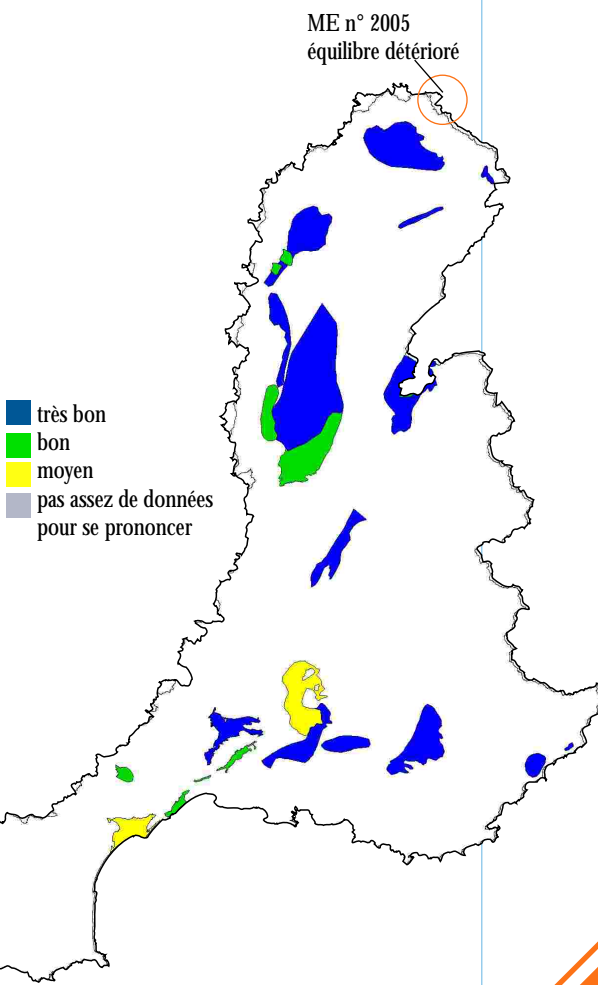 ME n° 2005
équilibre détérioré
très bon
bon
moyen
pas assez de données
pour se prononcer